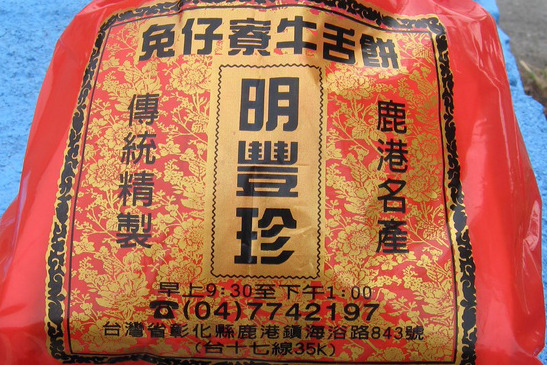 兔仔寮牛舌餅
鹿港名產
明豐珍
傳統精製
早上9:30至下午1:00
☎(04)7742197
台灣省彰化縣鹿港鎮海浴路843號
(台十七線35K)